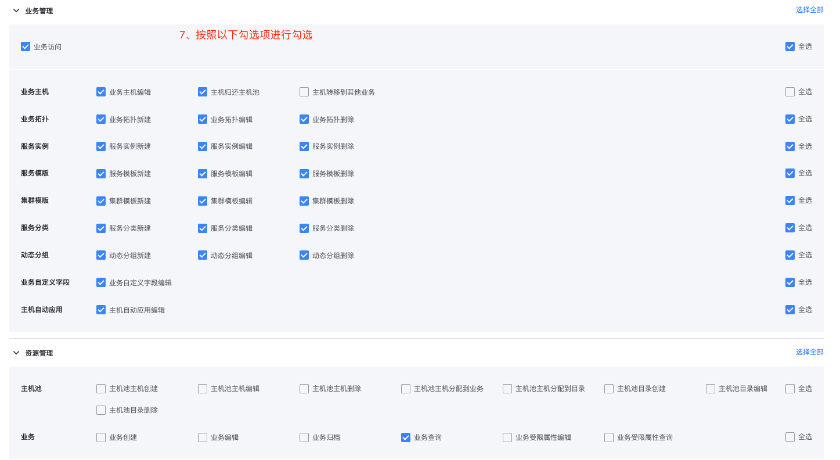 业务管理 选择全部
7、按照以下勾选项进行勾选
业务访问 全选
业务主机 业务主机编辑 主机归还主机池 主机转移到其他业务 全选
业务拓扑 业务拓扑新建 业务拓扑编辑 业务拓扑删除 全选
服务实例 服务实例新建 服务实例编辑 服务实例删除 全选
服务模版 服务模板新建 服务模板编辑 服务模板删除 全选
集群模版 集群模板新建 集群模板编辑 集群模板删除 全选
服务分类 服务分类新建 服务分类编辑 服务分类删除 全选
动态分组 动态分组新建 动态分组编辑 动态分组删除 全选
业务自定义字段 业务自定义字段编辑 全选
主机自动应用 主机自动应用编辑 全选
资源管理 选择全部
主机池 主机池主机创建 主机池主机编辑 主机池主机删除 主机池主机分配到业务 主机池主机分配到目录 主机池目录创建 主机池目录编辑 全选
主机池目录删除
业务 业务创建 业务编辑 业务归档 业务查询 业务受限属性编辑 业务受限属性查询 全选